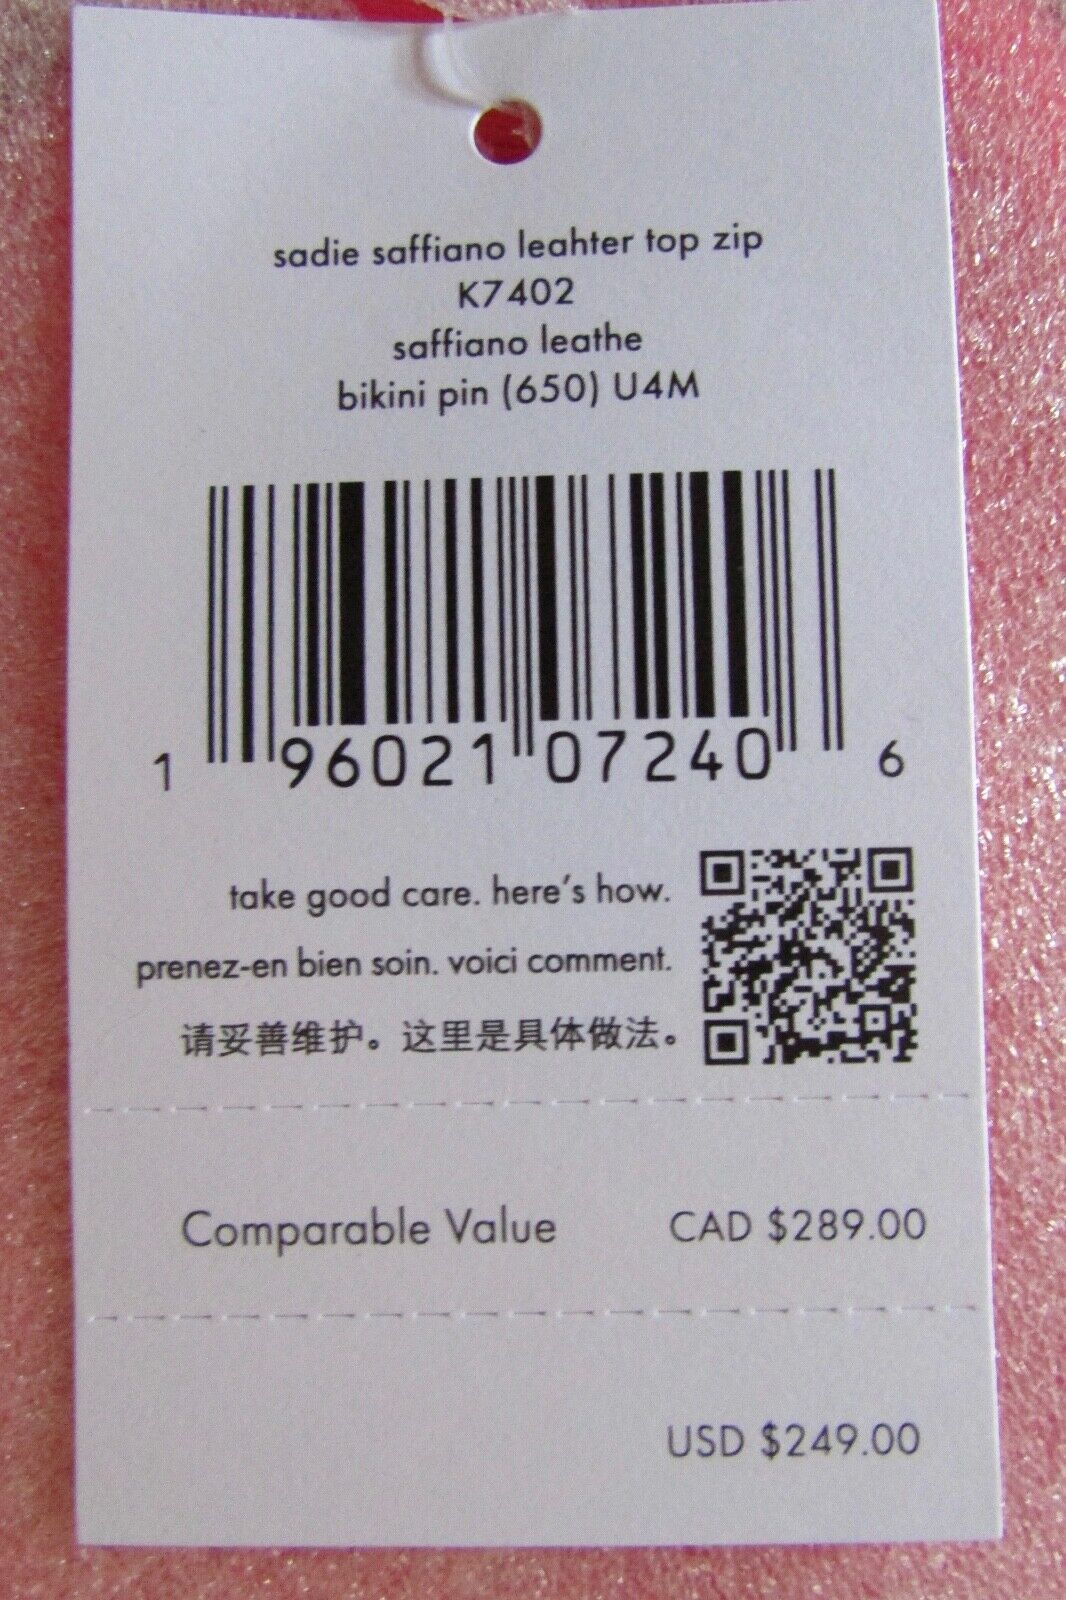 sadie saffiano leahter top zip
K7402
saffiano leathe
bikini pin (650) U4M
1 96021 07240 6
take good care. here's how.
prenez-en bien soin. voici comment.
请妥善维护。这里是具体做法。
Comparable Value CAD $289.00
USD $249.00